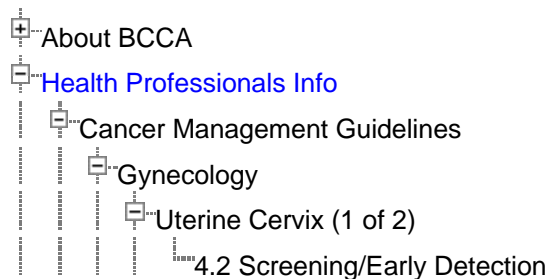 About BCCA
Health Professionals Info
Cancer Management Guidelines
Gynecology
Uterine Cervix (1 of 2)
4.2 Screening/Early Detection